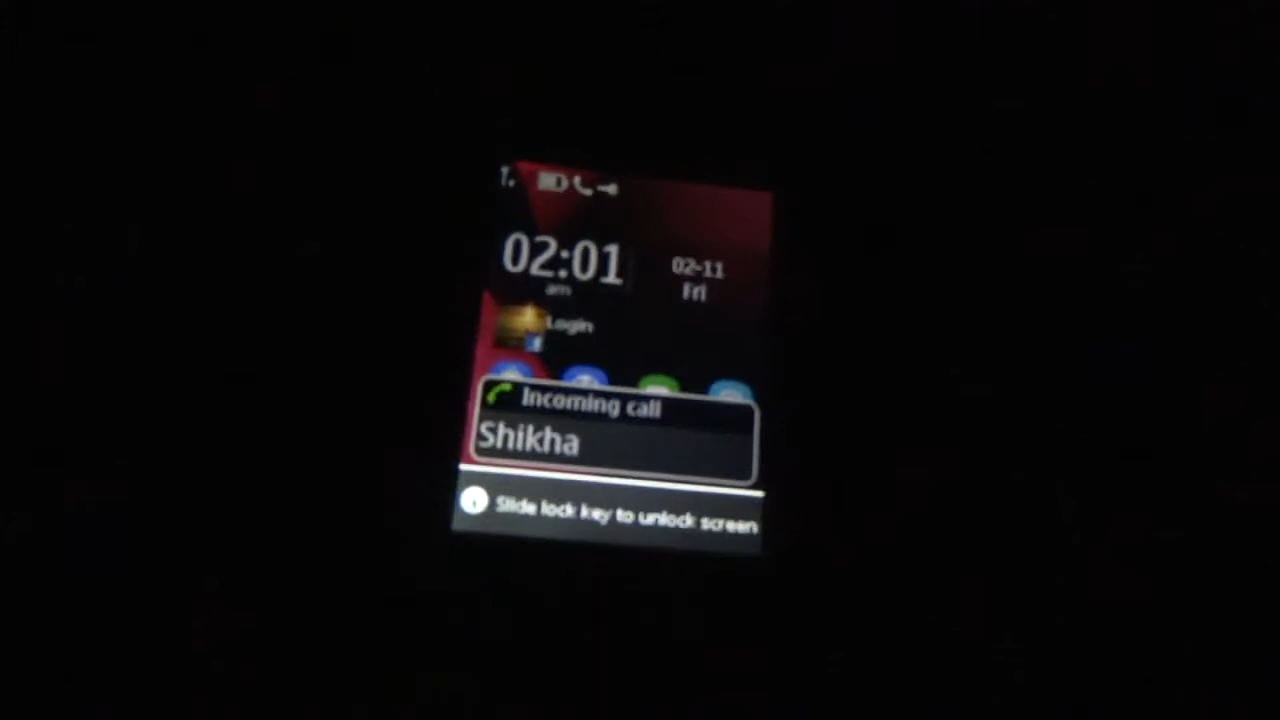 02:01
am
02-11
Fri
Login
Incoming call
Shikha
Slide lock key to unlock screen